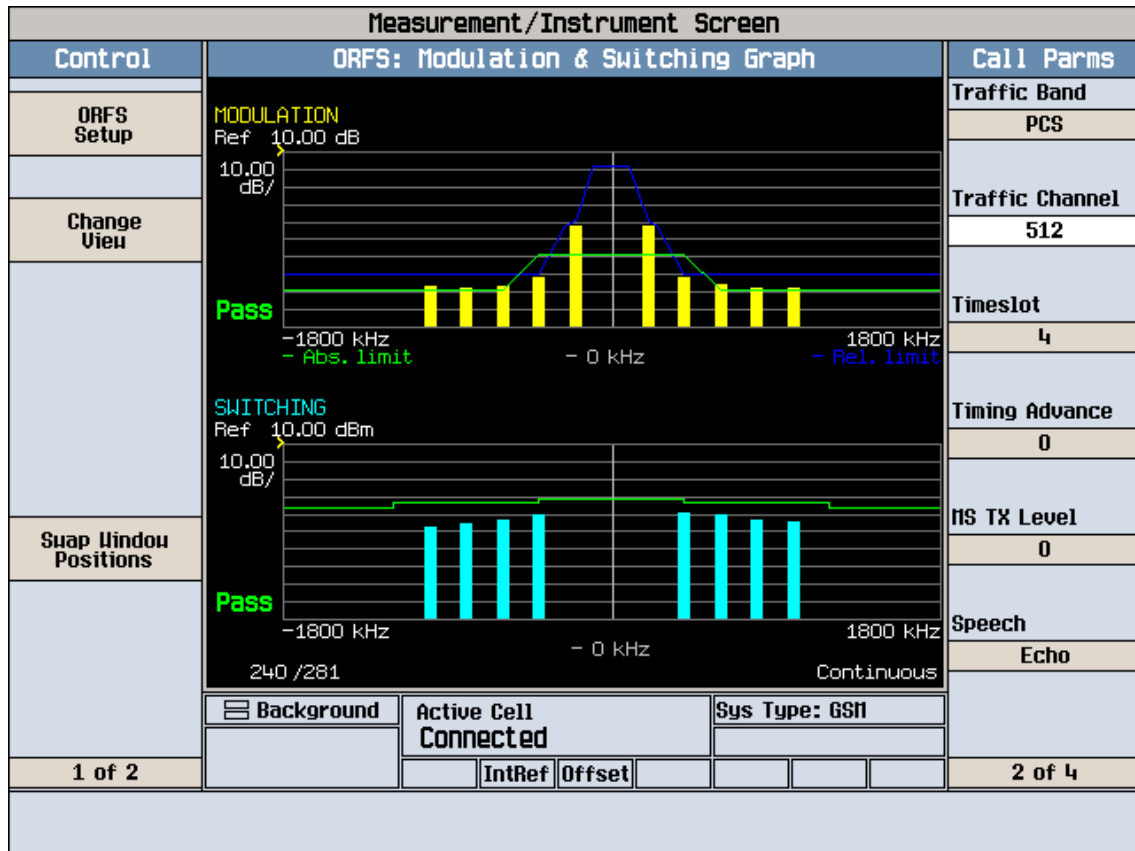 Measurement/Instrument Screen
Control
ORFS: Modulation & Switching Graph
Call Parms
ORFS
Setup
Change
View
Swap Window
Positions
1 of 2
MODULATION
Ref 10.00 dB
10.00
dB/
Pass
-1800 kHz
1800 kHz
- Abs. limit
- 0 kHz
- Rel. limit
SWITCHING
Ref 10.00 dBm
10.00
dB/
Pass
-1800 kHz
1800 kHz
- 0 kHz
240 /281
Continuous
Background
Active Cell
Connected
Sys Type: GSM
IntRef
Offset
Traffic Band
PCS
Traffic Channel
512
Timeslot
4
Timing Advance
0
MS TX Level
0
Speech
Echo
2 of 4